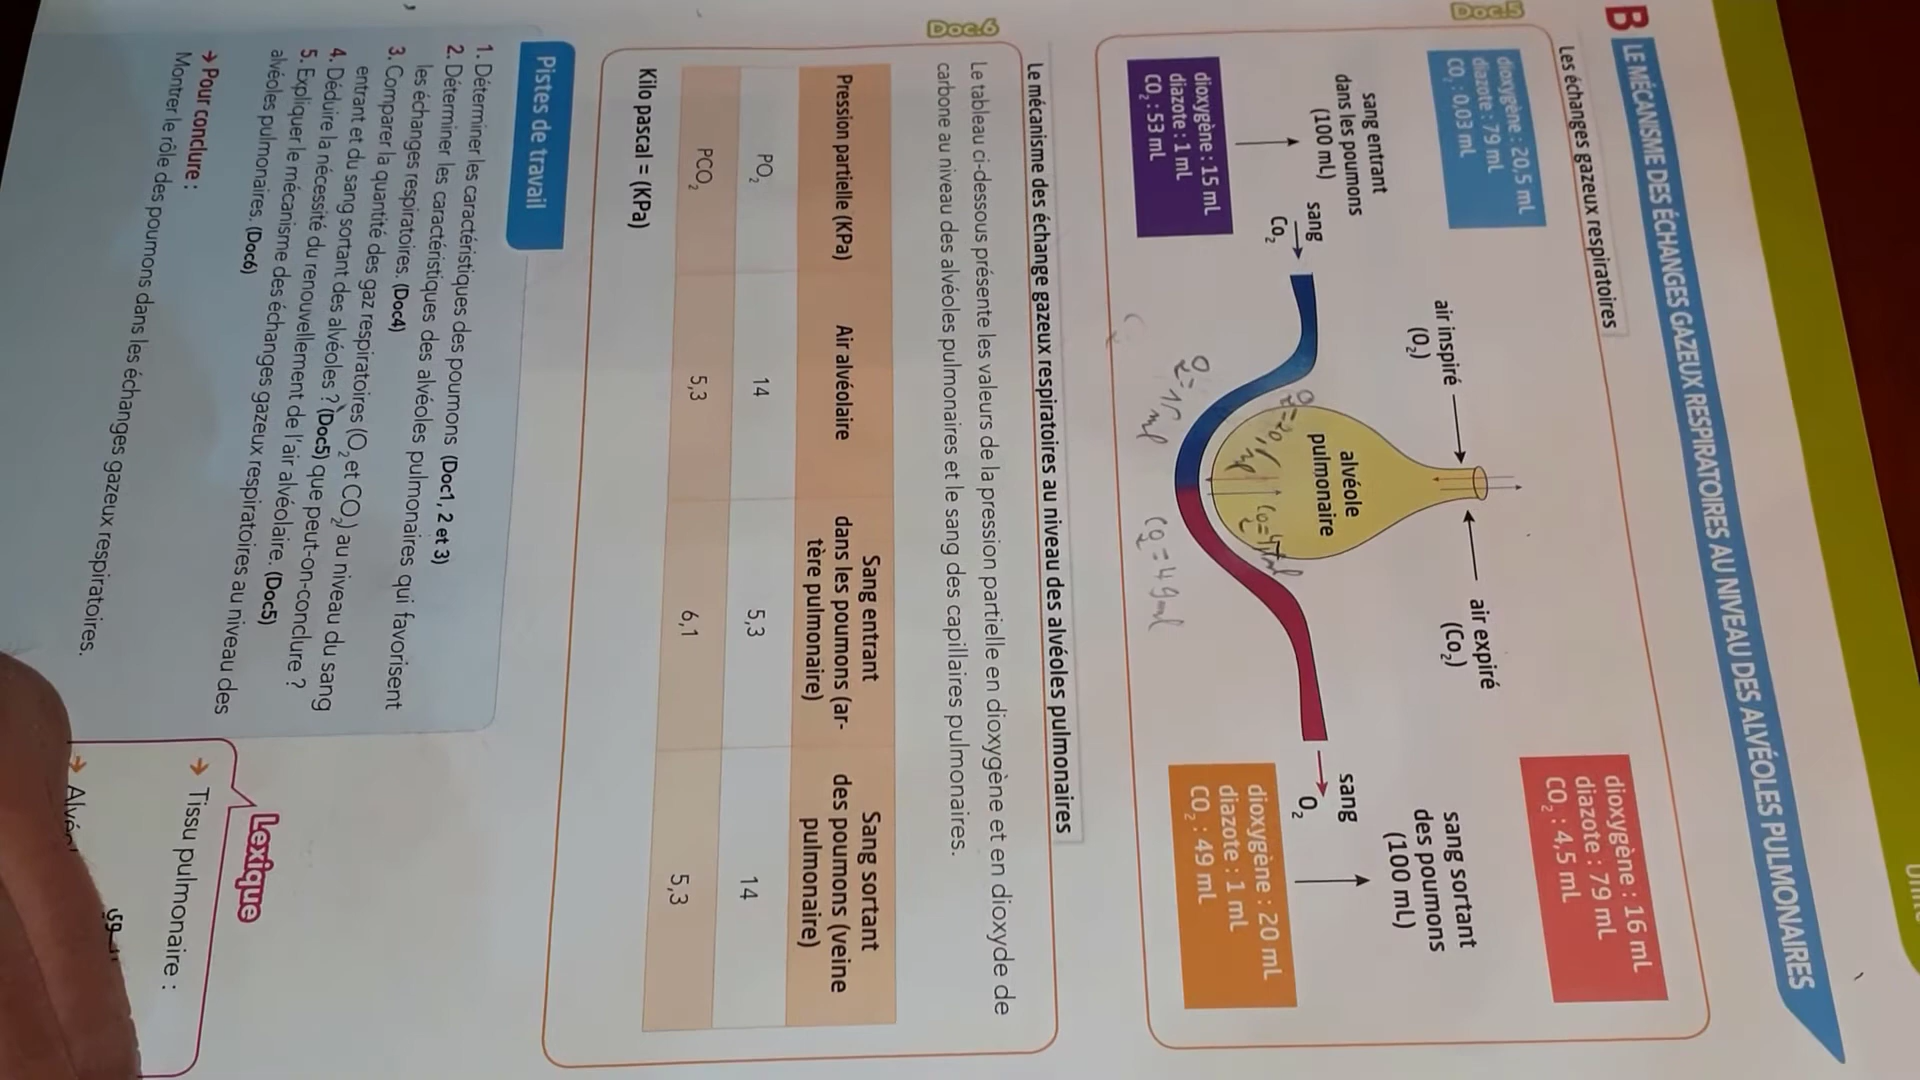 B LE MÉCANISME DES ÉCHANGES GAZEUX RESPIRATOIRES AU NIVEAU DES ALVÉOLES PULMONAIRES
Doc.5
Les échanges gazeux respiratoires
dioxygène : 20,5 mL
diazote : 79 mL
CO2 : 0,03 mL
air inspiré
(O2)
air expiré
(Co2)
dioxygène : 16 mL
diazote : 79 mL
CO2 : 4,5 mL
sang entrant
dans les poumons
(100 mL)
sang
Co2
alvéole
pulmonaire
sang
O2
sang sortant
des poumons
(100 mL)
dioxygène : 15 mL
diazote : 1 mL
CO2 : 53 mL
dioxygène : 20 mL
diazote : 1 mL
CO2 : 49 mL
Doc.6
Le mécanisme des échange gazeux respiratoires au niveau des alvéoles pulmonaires
Le tableau ci-dessous présente les valeurs de la pression partielle en dioxygène et en dioxyde de
carbone au niveau des alvéoles pulmonaires et le sang des capillaires pulmonaires.
Pression partielle (KPa)
Air alvéolaire
Sang entrant
dans les poumons (ar-
tère pulmonaire)
Sang sortant
des poumons (veine
pulmonaire)
PO2 14 5,3 14
PCO2 5,3 6,1 5,3
Kilo pascal = (KPa)
Pistes de travail
1. Déterminer les caractéristiques des poumons (Doc1, 2 et 3)
2. Déterminer les caractéristiques des alvéoles pulmonaires qui favorisent
les échanges respiratoires. (Doc4)
3. Comparer la quantité des gaz respiratoires (O2 et CO2) au niveau du sang
entrant et du sang sortant des alvéoles ? (Doc5) que peut-on-conclure ?
4. Déduire la nécessité du renouvellement de l'air alvéolaire. (Doc5)
5. Expliquer le mécanisme des échanges gazeux respiratoires au niveau des
alvéoles pulmonaires. (Doc6)
→ Pour conclure :
Montrer le rôle des poumons dans les échanges gazeux respiratoires.
Lexique
→ Tissu pulmonaire :